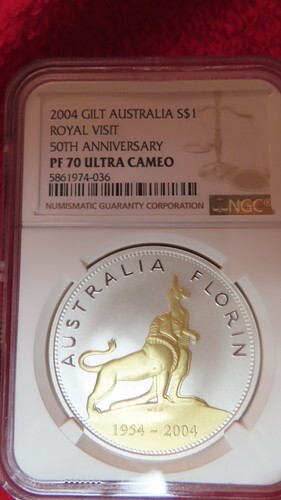 2004 GILT AUSTRALIA S$1
ROYAL VISIT
50TH ANNIVERSARY
PF 70 ULTRA CAMEO
5861974-036
NUMISMATIC GUARANTY CORPORATION NGC
AUSTRALIA FLORIN
1954 - 2004